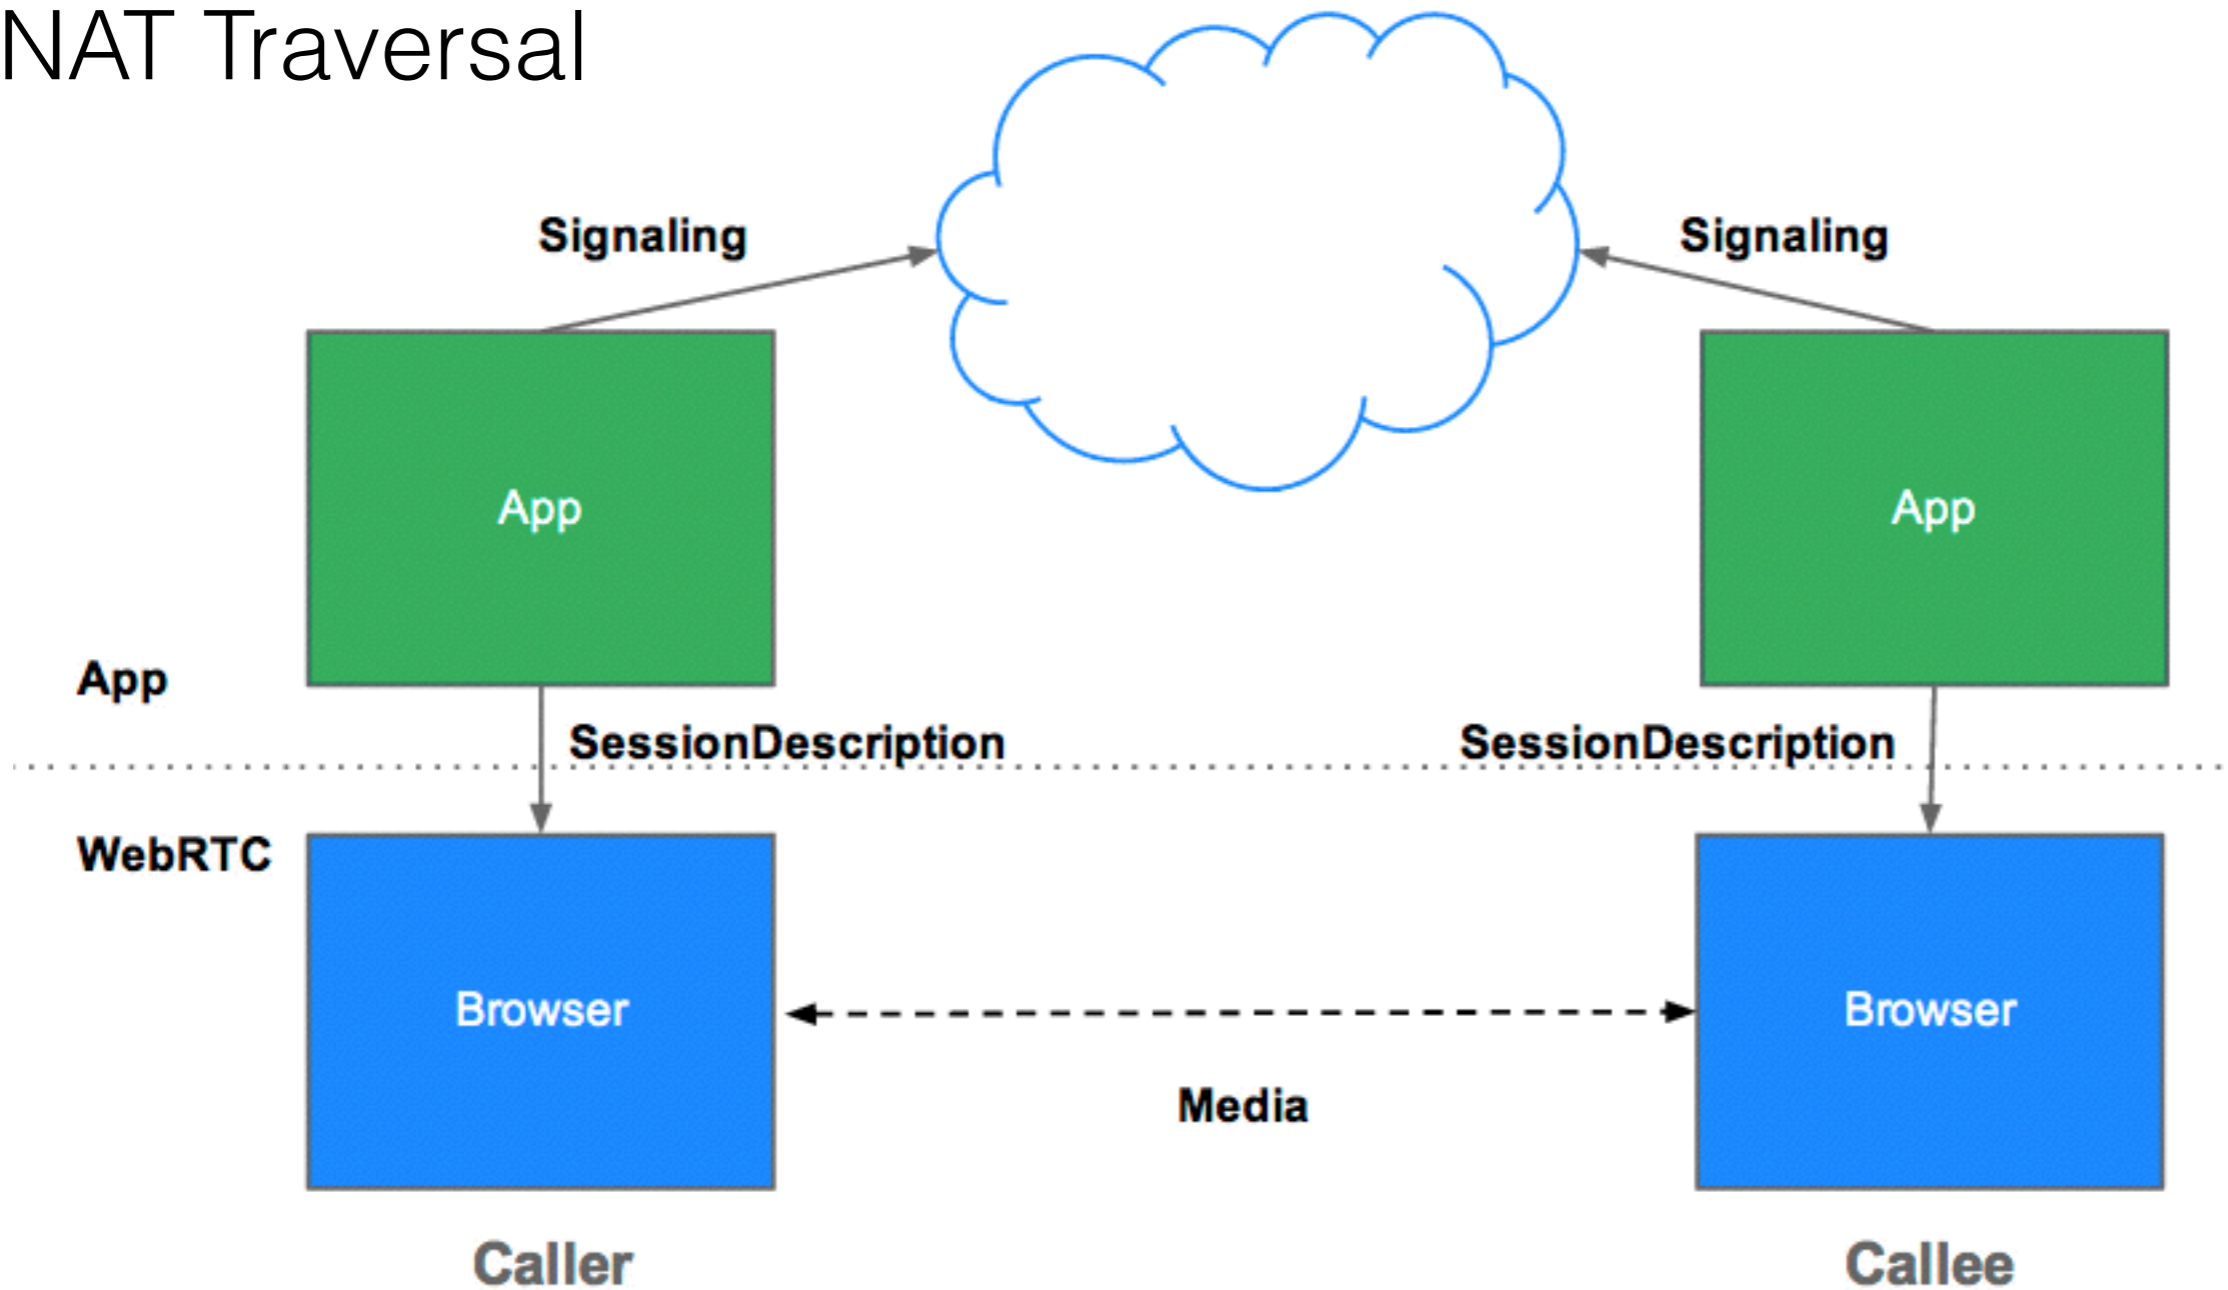 NAT Traversal
Signaling
Signaling
App
App
App
SessionDescription
SessionDescription
WebRTC
Browser
Browser
Media
Caller
Callee